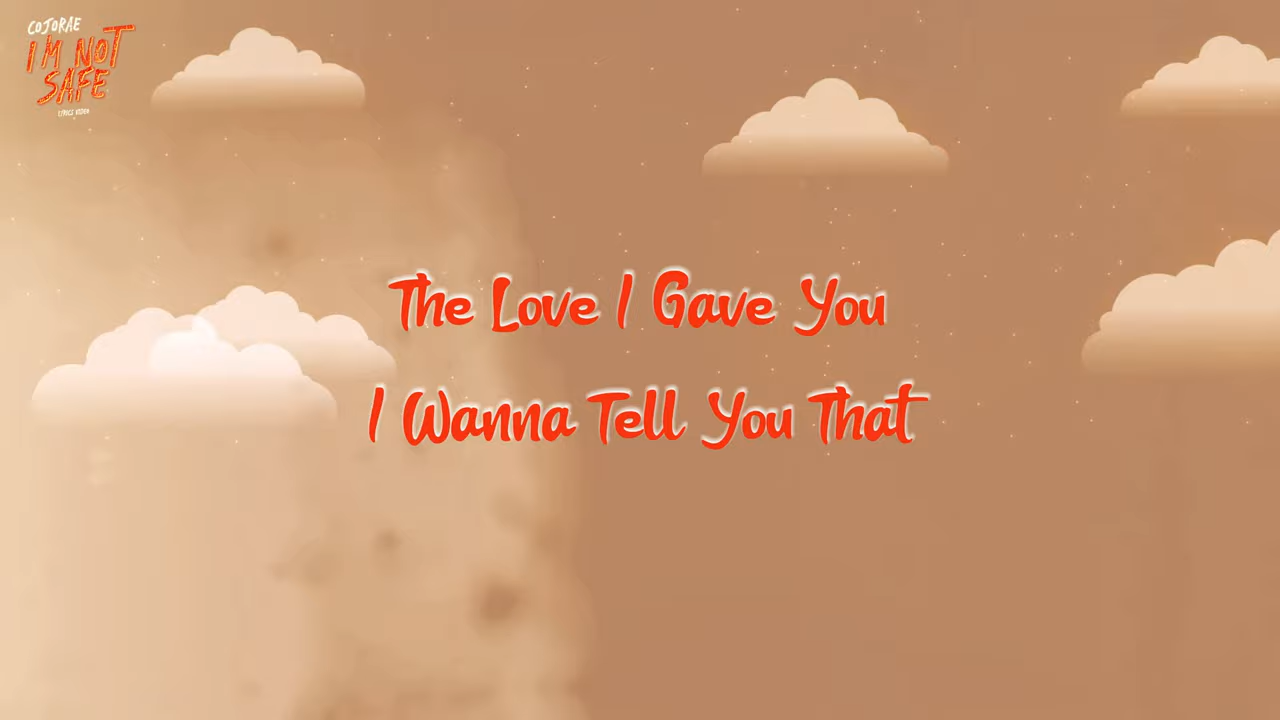 COJORAE
I'M NOT
SAFE
LYRICS VIDEO
The Love I Gave You
I Wanna Tell You That